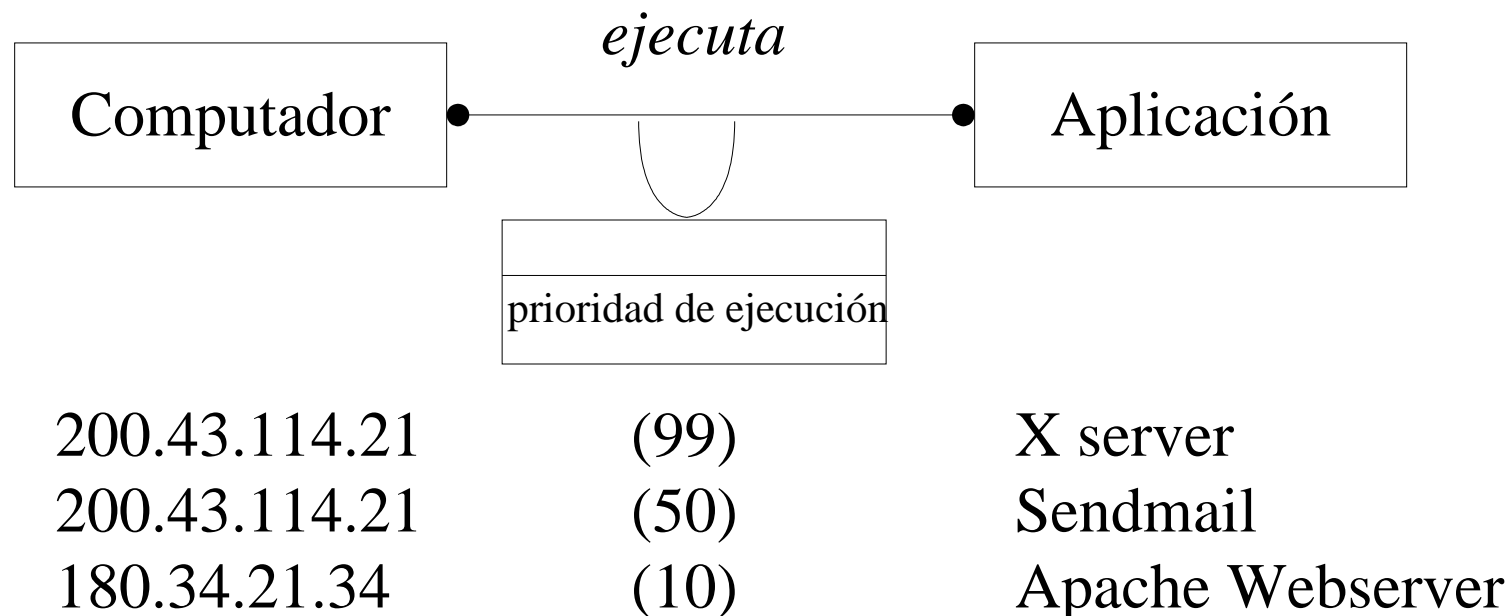 ejecuta
Computador
Aplicación
prioridad de ejecución
200.43.114.21 (99) X server
200.43.114.21 (50) Sendmail
180.34.21.34 (10) Apache Webserver